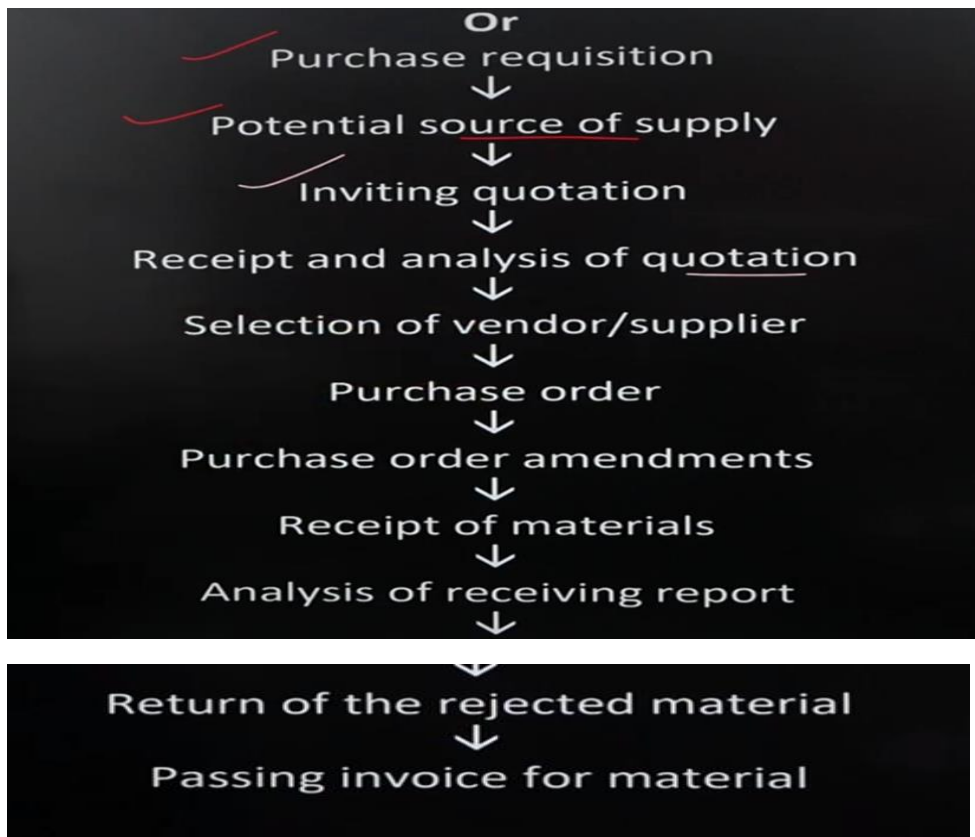 Or
Purchase requisition
Potential source of supply
Inviting quotation
Receipt and analysis of quotation
Selection of vendor/supplier
Purchase order
Purchase order amendments
Receipt of materials
Analysis of receiving report
Return of the rejected material
Passing invoice for material